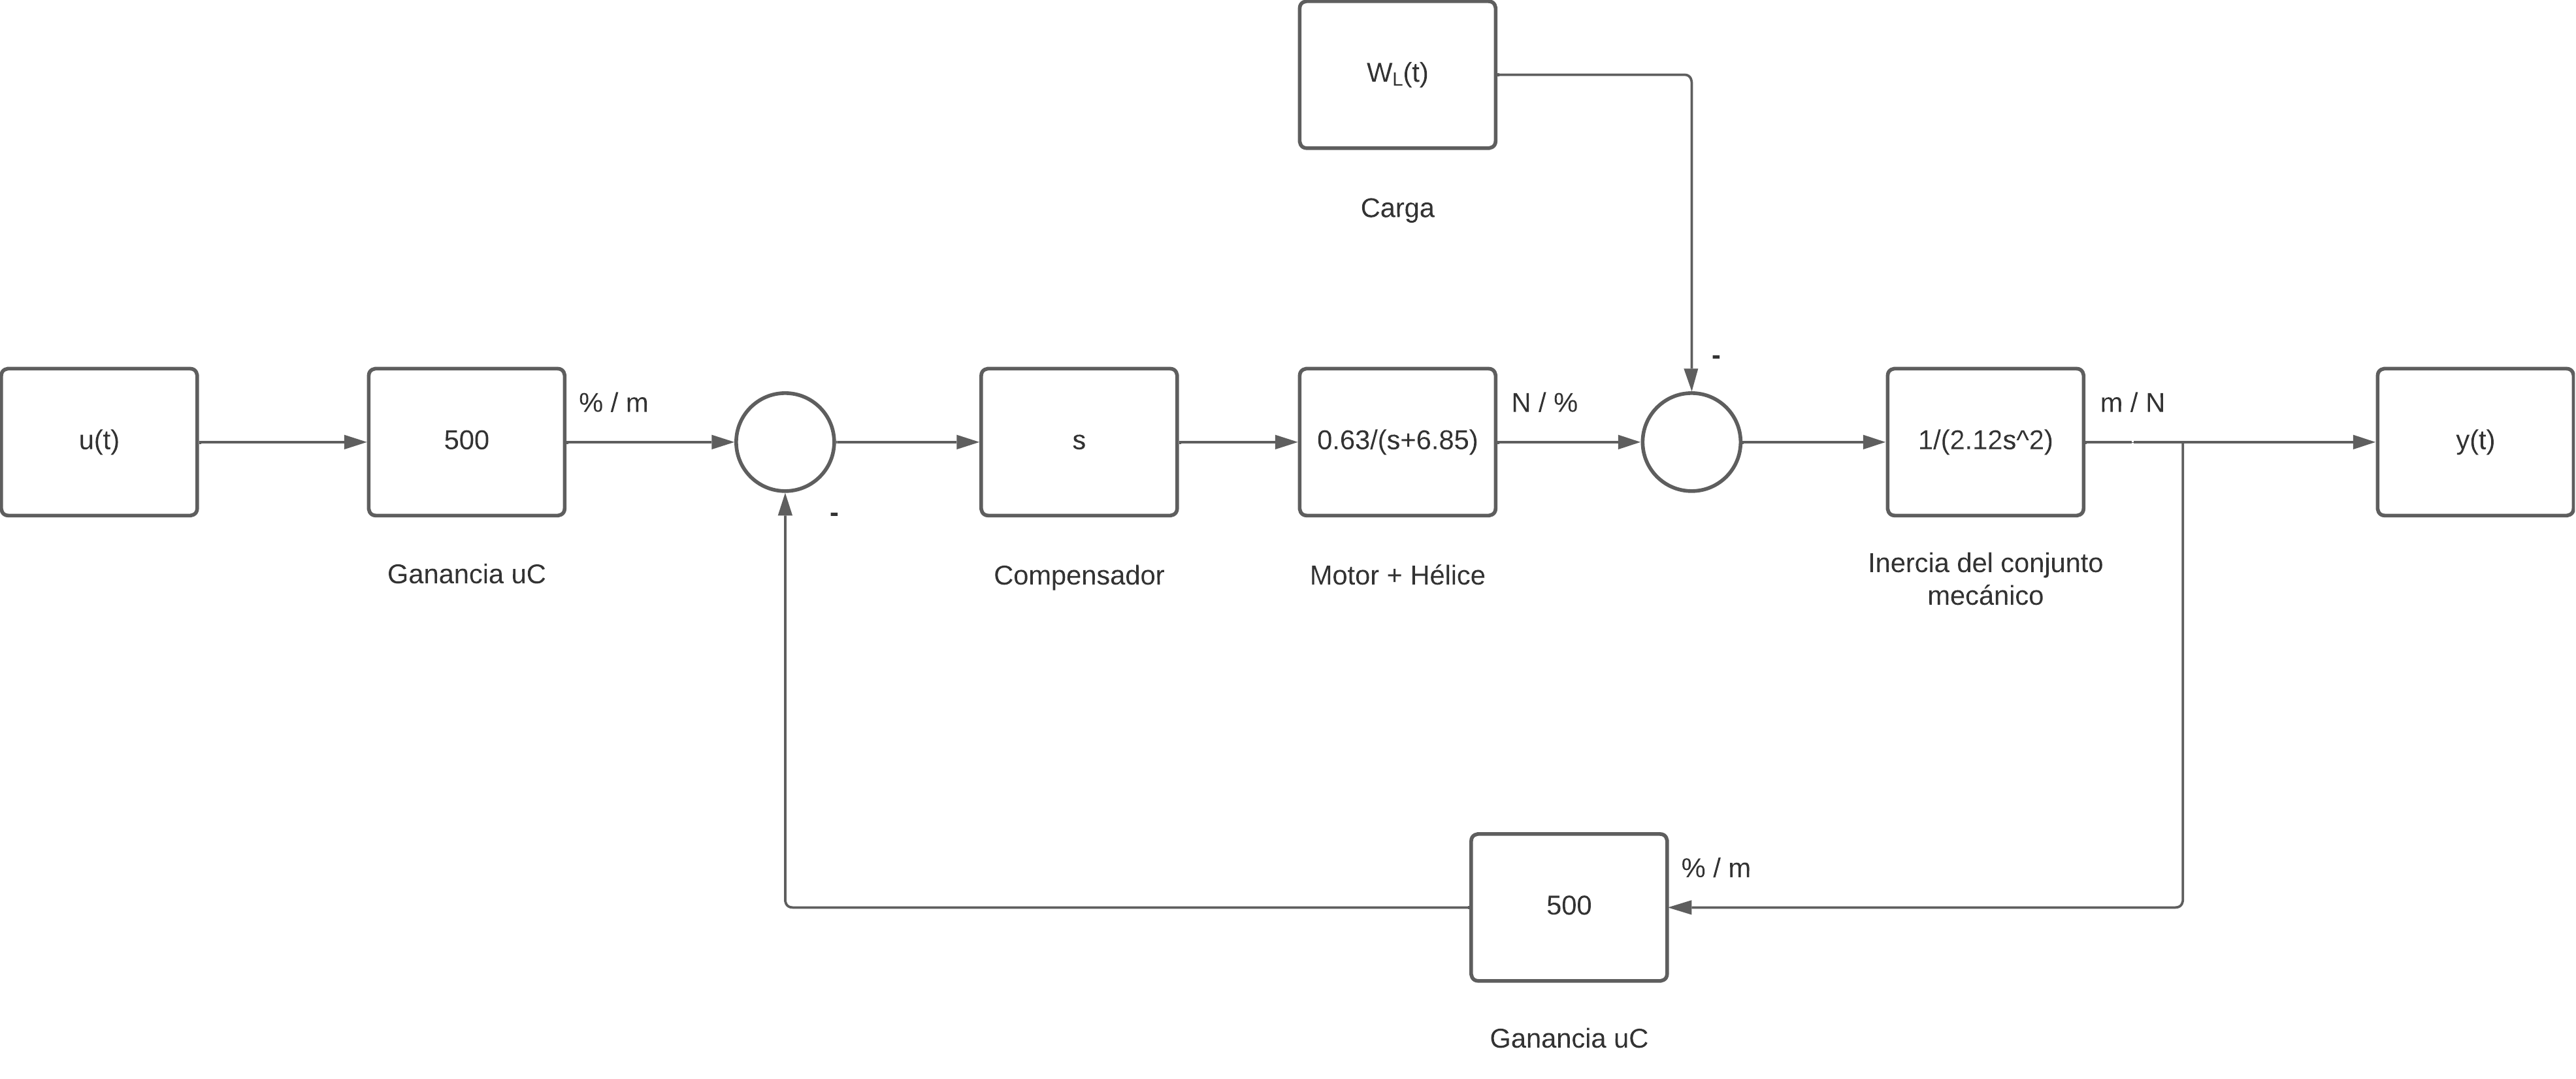 W_L(t)
Carga
-
u(t)
500
% / m
s
0.63/(s+6.85)
N / %
1/(2.12s^2)
m / N
y(t)
-
Ganancia uC
Compensador
Motor + Hélice
Inercia del conjunto
mecánico
500
% / m
Ganancia uC